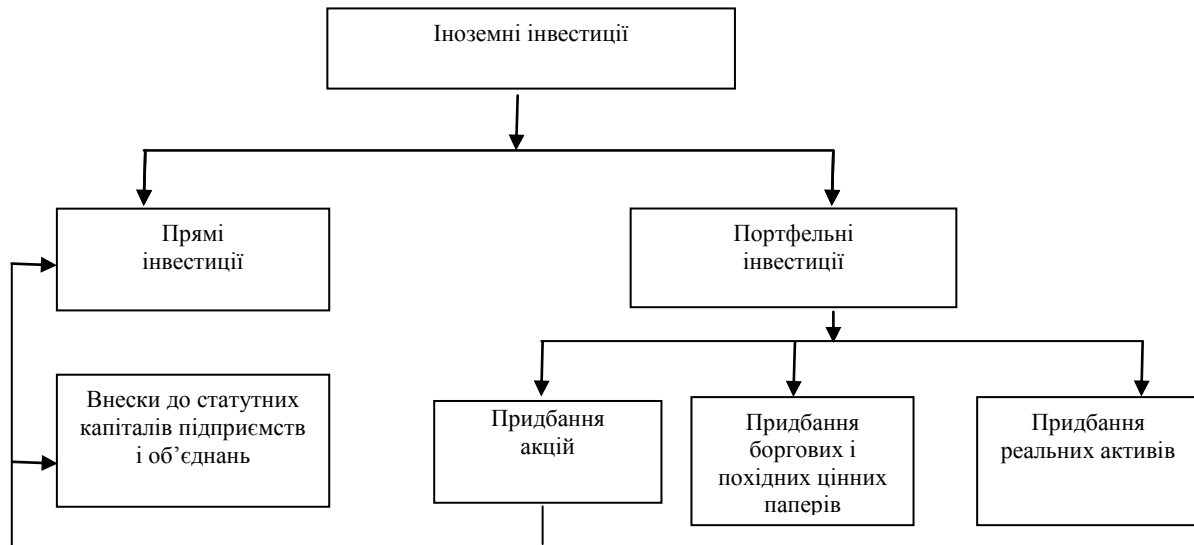 Іноземні інвестиції
Прямі
інвестиції
Портфельні
інвестиції
Внески до статутних
капіталів підприємств
і об’єднань
Придбання
акцій
Придбання
боргових і
похідних цінних
паперів
Придбання
реальних активів